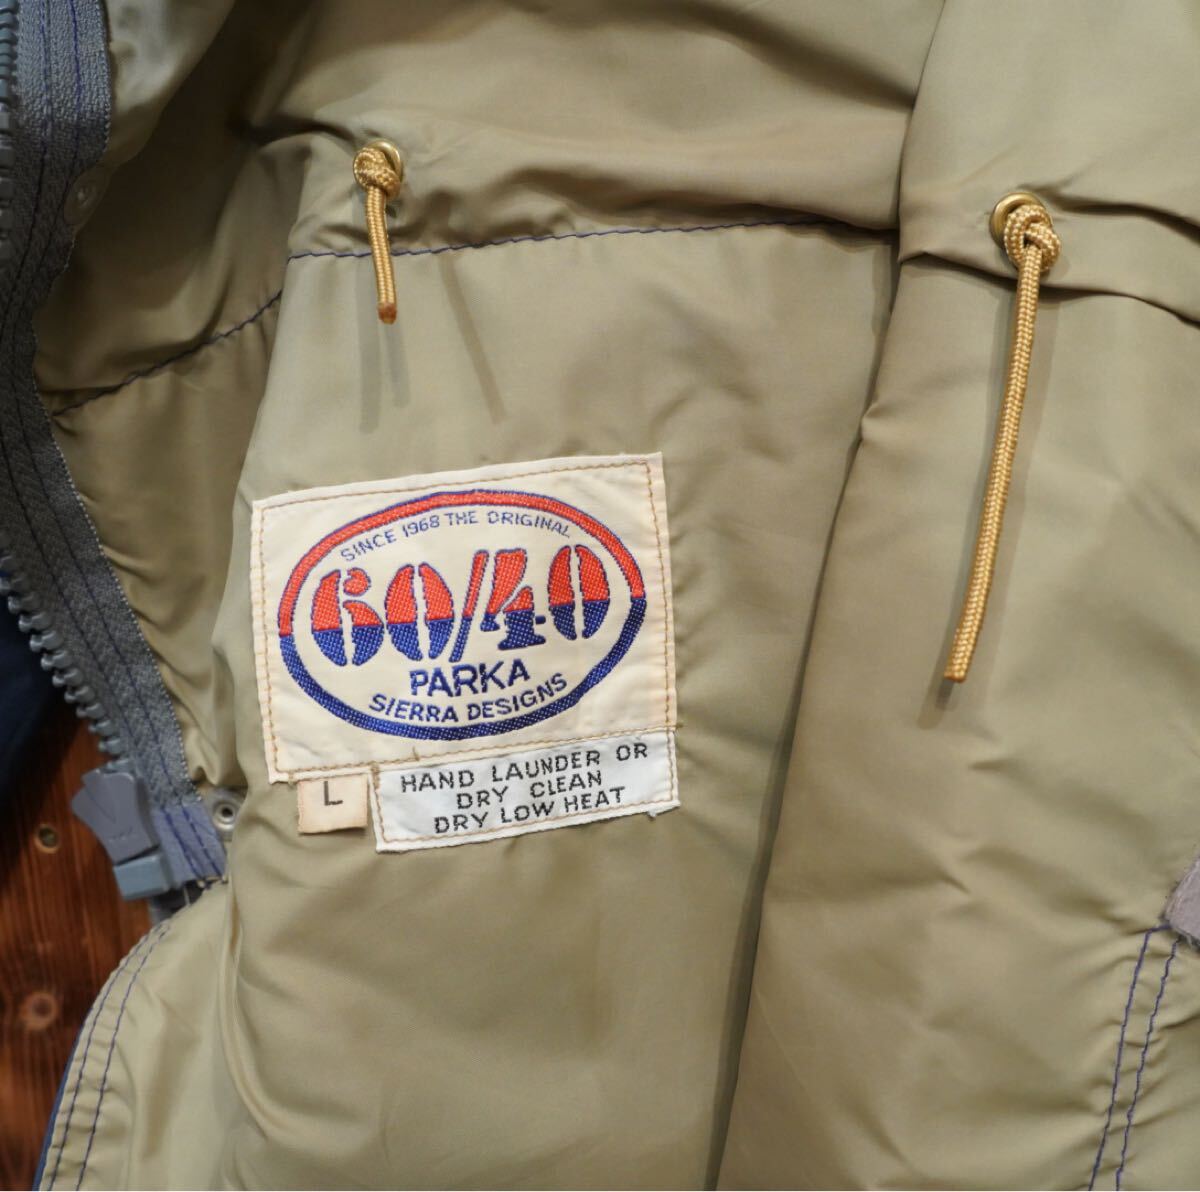 SINCE 1968 THE ORIGINAL
60/40
PARKA
SIERRA DESIGNS
L
HAND LAUNDER OR
DRY CLEAN
DRY LOW HEAT